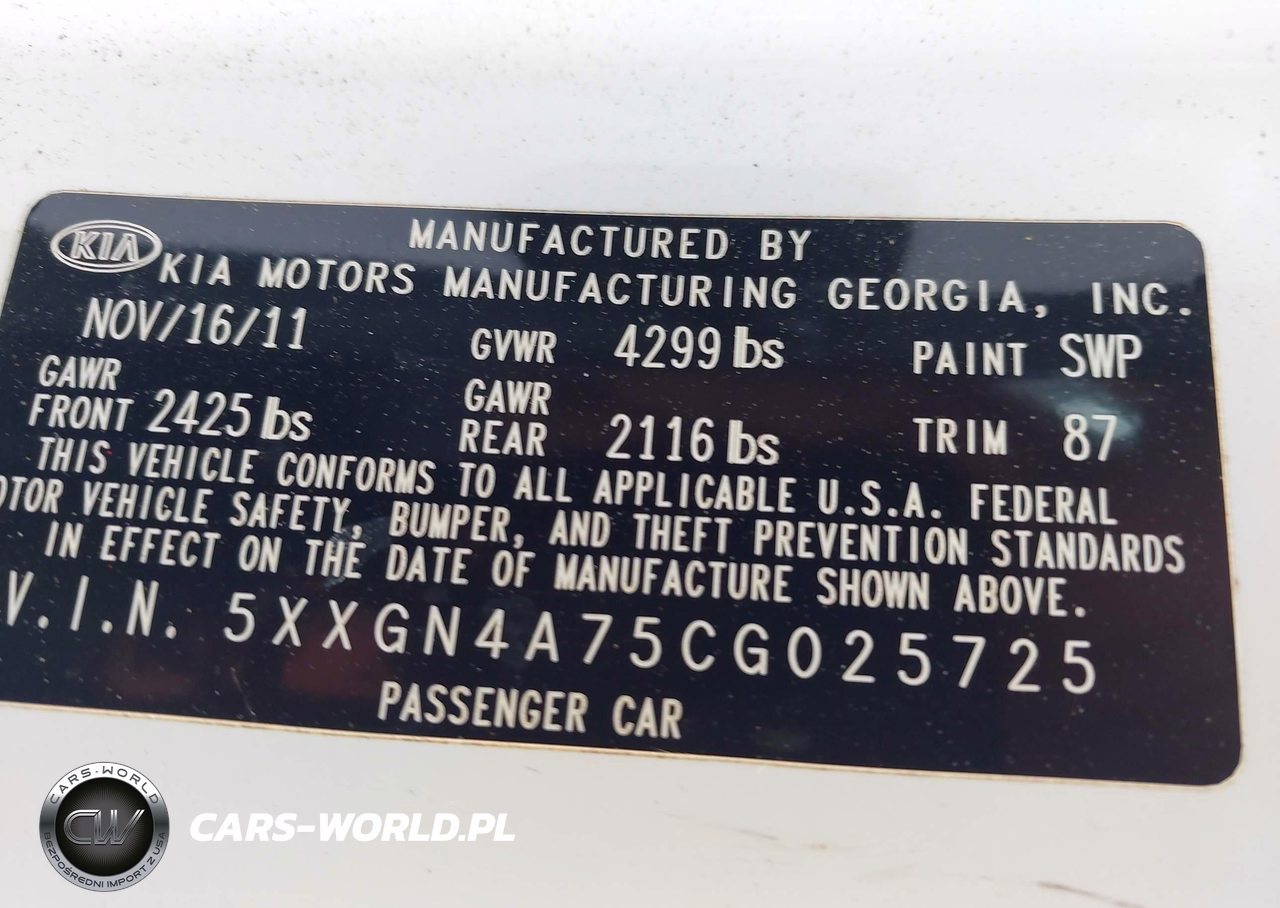 KIA
MANUFACTURED BY
KIA MOTORS MANUFACTURING GEORGIA, INC.
NOV/16/11 GVWR 4299 lbs PAINT SWP
GAWR FRONT 2425 lbs GAWR REAR 2116 lbs TRIM 87
THIS VEHICLE CONFORMS TO ALL APPLICABLE U.S.A. FEDERAL
OTOR VEHICLE SAFETY, BUMPER, AND THEFT PREVENTION STANDARDS
IN EFFECT ON THE DATE OF MANUFACTURE SHOWN ABOVE.
V.I.N. 5XXGN4A75CG025725
PASSENGER CAR
CARS-WORLD
CW
BEZPOŚREDNI IMPORT Z USA
CARS-WORLD.PL